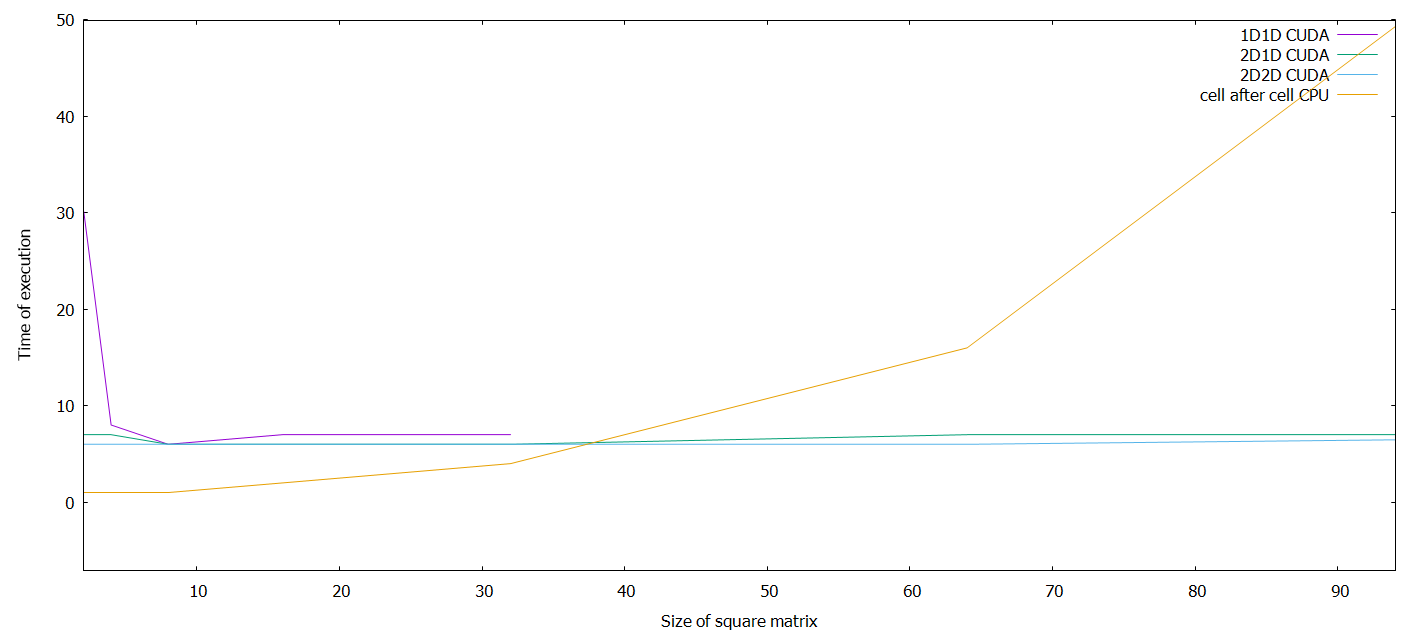 50
40
30
20
10
0
Time of execution
1D1D CUDA
2D1D CUDA
2D2D CUDA
cell after cell CPU
10 20 30 40 50 60 70 80 90
Size of square matrix